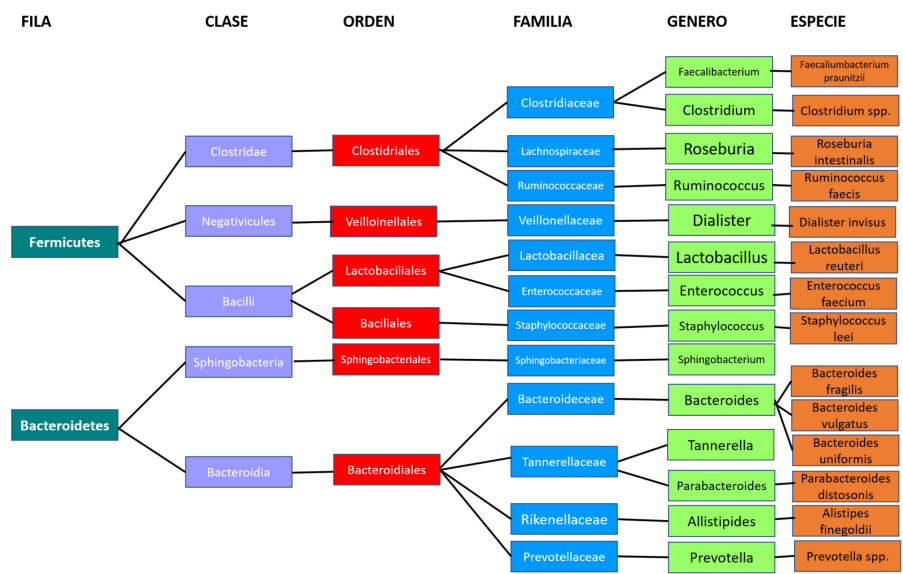 FILA CLASE ORDEN FAMILIA GENERO ESPECIE
Faecalibacterium
Faecaliumbacterium
praunitzii
Clostridiaceae
Clostridium
Clostridium spp.
Clostridae
Clostidriales
Lachnospiraceae
Roseburia
Roseburia
intestinalis
Ruminococcaceae
Ruminococcus
Ruminococcus
faecis
Fermicutes
Negativicules
Veilloinellales
Veillonellaceae
Dialister
Dialister invisus
Lactobaciliales
Lactobacillacea
Lactobacillus
Lactobacillus
reuteri
Bacilli
Enterococcaceae
Enterococcus
Enterococcus
faecium
Baciliales
Staphylococcaceae
Staphylococcus
Staphylococcus
leei
Sphingobacteria
Sphingobacteriales
Sphingobacteriaceae
Sphingobacterium
Bacteroidetes
Bacteroideceae
Bacteroides
Bacteroides
fragilis
Bacteroides
vulgatus
Bacteroides
uniformis
Bacteroidia
Bacteroidiales
Tannerellaceae
Tannerella
Parabacteroides
Parabacteroides
distosonis
Rikenellaceae
Allistipides
Alistipes
finegoldii
Prevotellaceae
Prevotella
Prevotella spp.